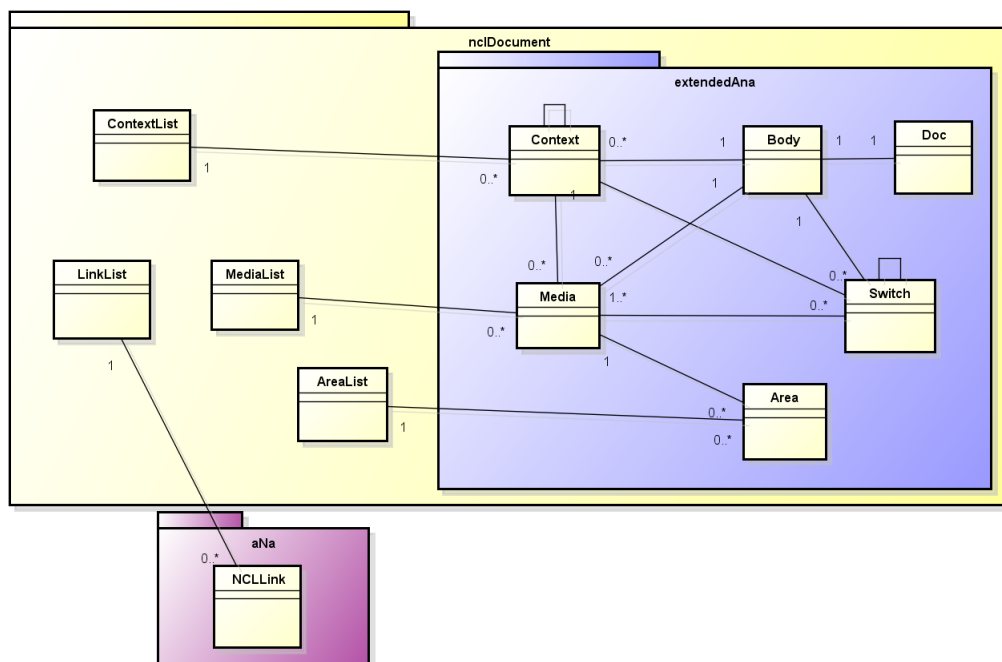 nclDocument
extendedAna
ContextList
Context
Body
Doc
1
0..*
0..*
1
1
1
1
1
1
0..*
0..*
0..*
LinkList
MediaList
Media
1..*
Switch
0..*
1
0..*
1
1
AreaList
Area
1
0..*
0..*
aNa
0..*
NCLLink